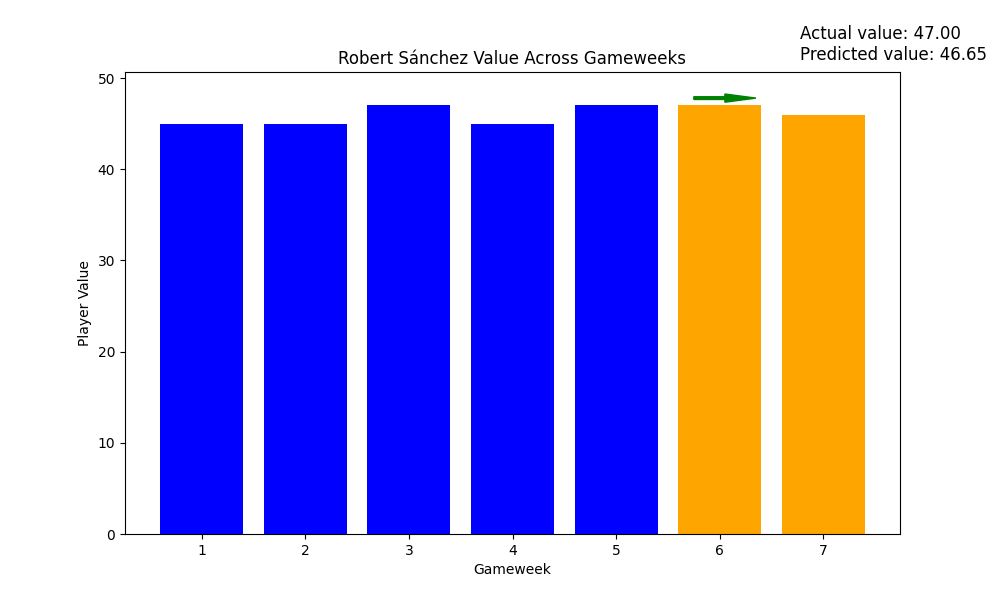 Actual value: 47.00
Predicted value: 46.65
Robert Sánchez Value Across Gameweeks
Player Value
50
40
30
20
10
0
1 2 3 4 5 6 7
Gameweek